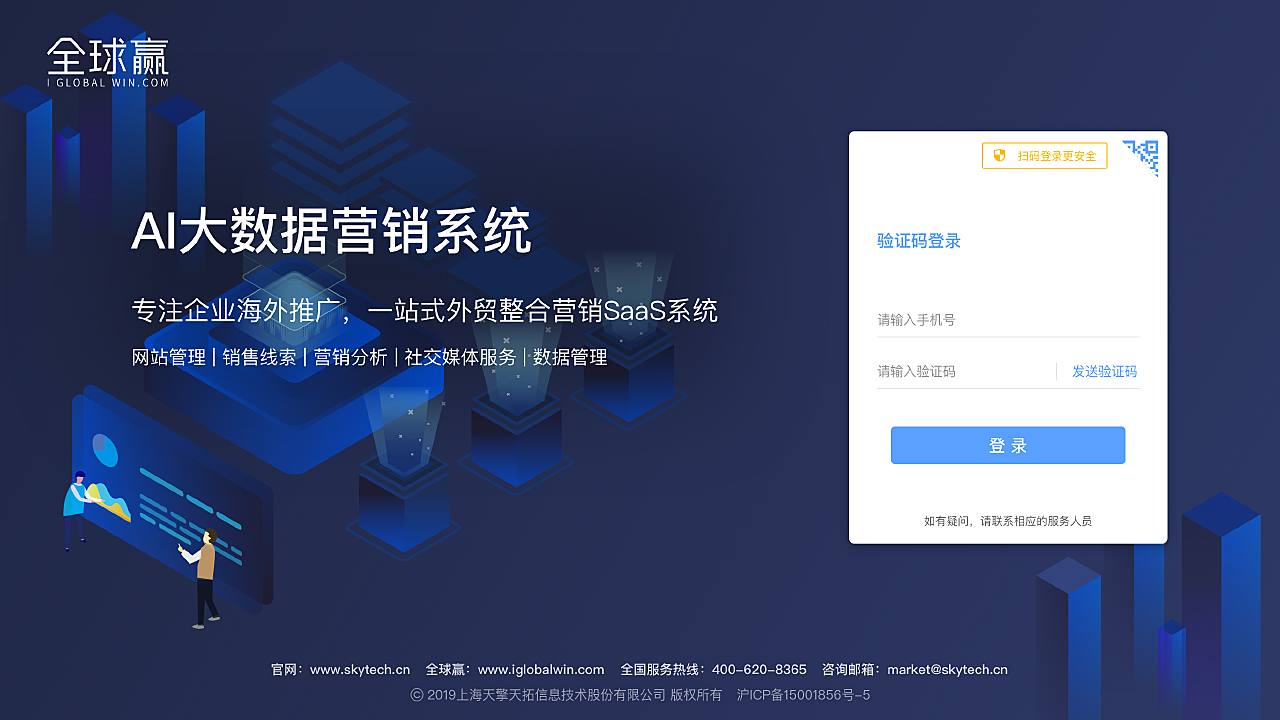 全球赢
I GLOBAL WIN.COM
扫码登录更安全
AI大数据营销系统
验证码登录
专注企业海外推广，一站式外贸整合营销SaaS系统
请输入手机号
网站管理 | 销售线索 | 营销分析 | 社交媒体服务 | 数据管理
请输入验证码 发送验证码
登 录
如有疑问，请联系相应的服务人员
官网：www.skytech.cn 全球赢：www.iglobalwin.com 全国服务热线：400-620-8365 咨询邮箱：market@skytech.cn
© 2019上海天擎天拓信息技术股份有限公司 版权所有 沪ICP备15001856号-5